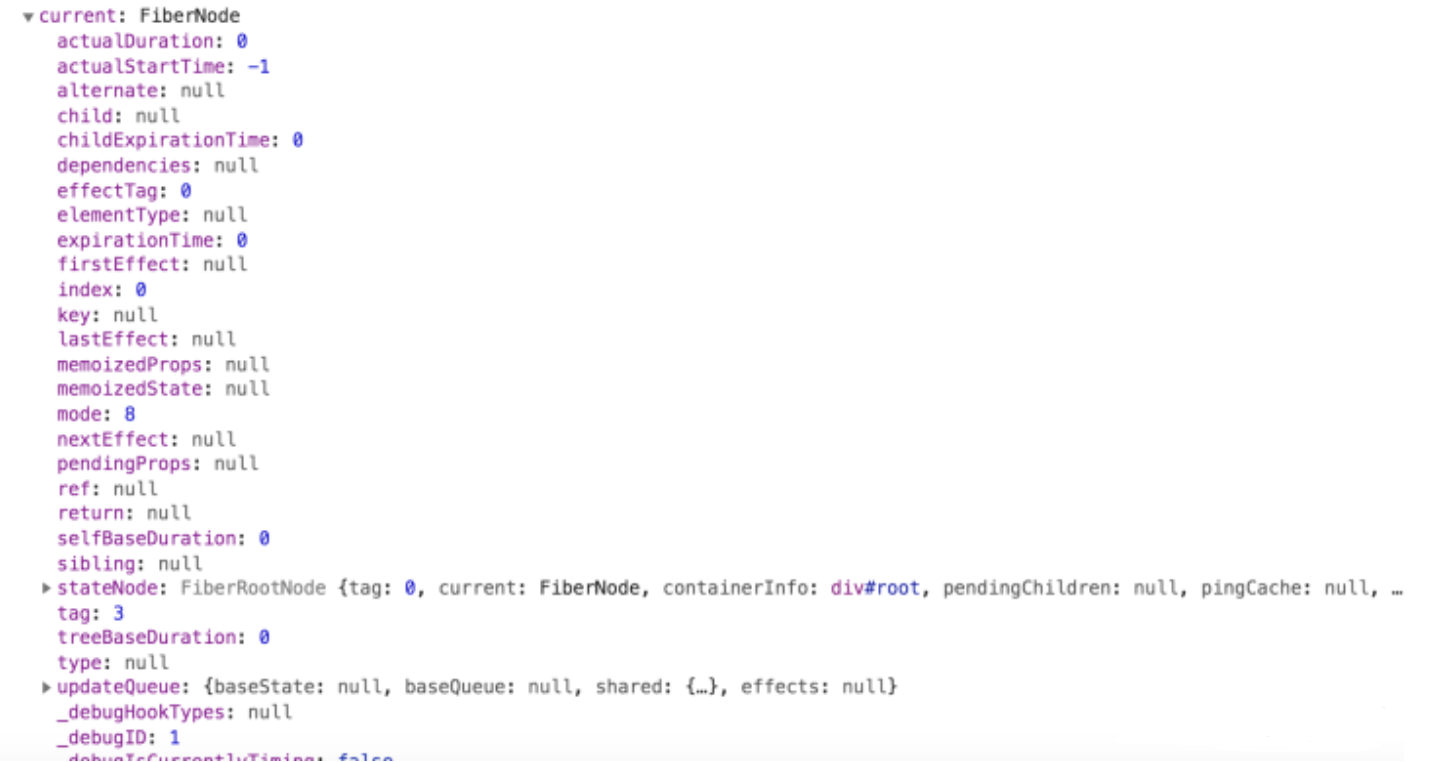 ▼current: FiberNode
actualDuration: 0
actualStartTime: -1
alternate: null
child: null
childExpirationTime: 0
dependencies: null
effectTag: 0
elementType: null
expirationTime: 0
firstEffect: null
index: 0
key: null
lastEffect: null
memoizedProps: null
memoizedState: null
mode: 8
nextEffect: null
pendingProps: null
ref: null
return: null
selfBaseDuration: 0
sibling: null
▶stateNode: FiberRootNode {tag: 0, current: FiberNode, containerInfo: div#root, pendingChildren: null, pingCache: null, …
tag: 3
treeBaseDuration: 0
type: null
▶updateQueue: {baseState: null, baseQueue: null, shared: {…}, effects: null}
_debugHookTypes: null
_debugID: 1
_debugIsCurrentlyTiming: false